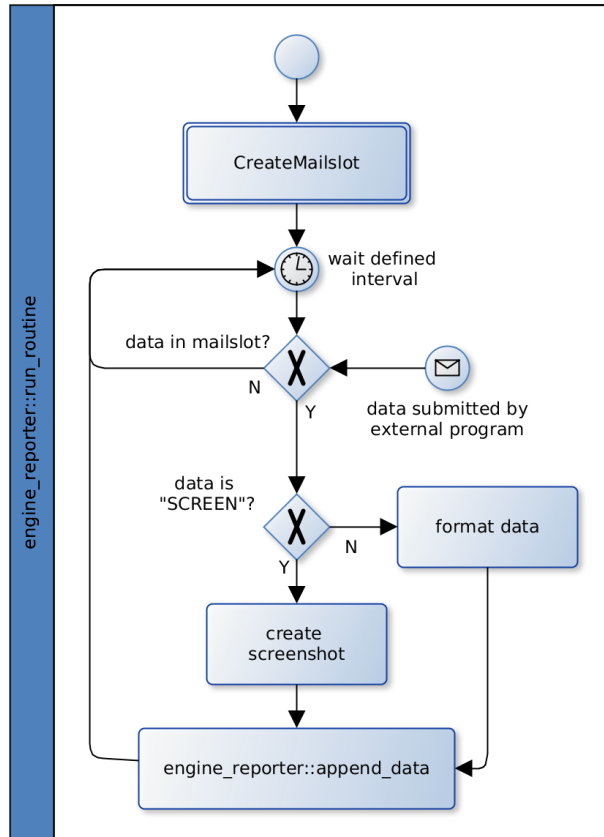 engine_reporter::run_routine
CreateMailslot
wait defined
interval
data in mailslot?
N
Y
data submitted by
external program
data is
"SCREEN"?
N
Y
format data
create
screenshot
engine_reporter::append_data